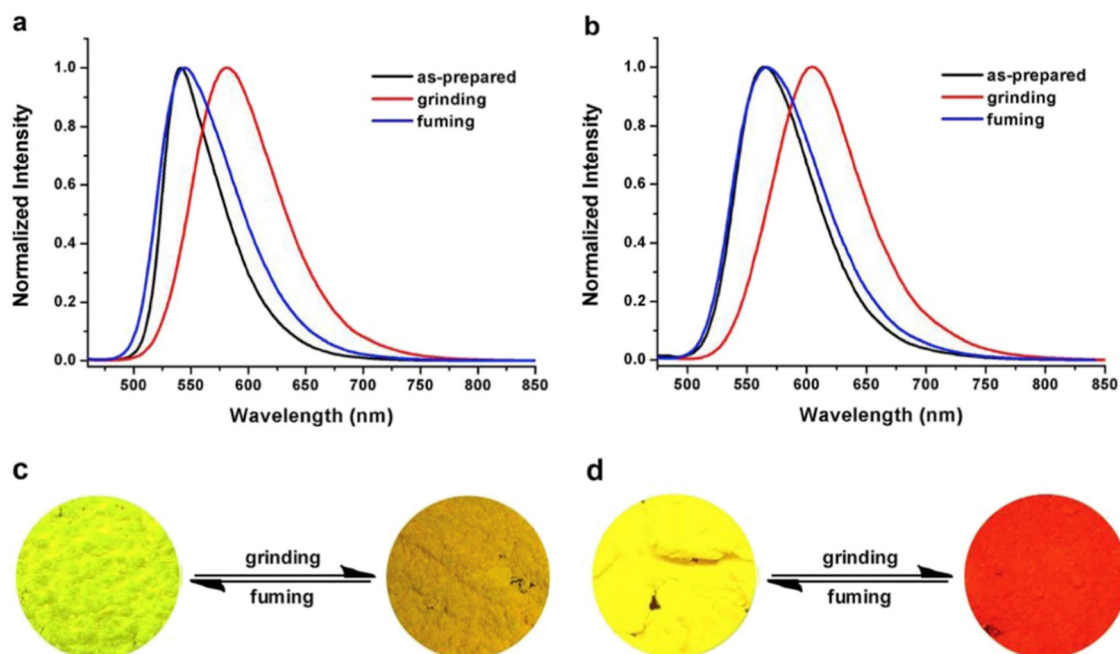 a
Normalized Intensity
1.0
0.8
0.6
0.4
0.2
0.0
as-prepared
grinding
fuming
500 550 600 650 700 750 800 850
Wavelength (nm)
b
Normalized Intensity
1.0
0.8
0.6
0.4
0.2
0.0
as-prepared
grinding
fuming
500 550 600 650 700 750 800 850
Wavelength (nm)
c
grinding
fuming
d
grinding
fuming